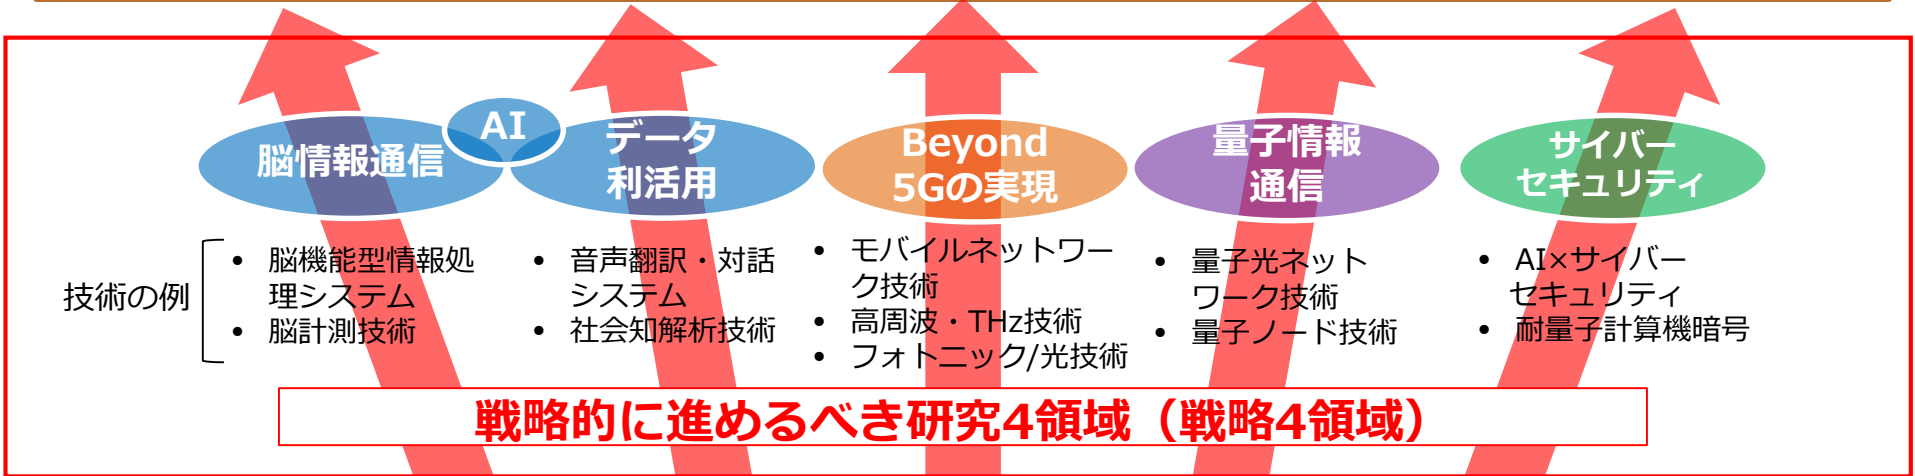 脳情報通信
AI
データ
利活用
Beyond
5Gの実現
量子情報
通信
サイバー
セキュリティ
技術の例
• 脳機能型情報処
理システム
• 脳計測技術
• 音声翻訳・対話
システム
• 社会知解析技術
• モバイルネットワー
ク技術
• 高周波・THz技術
• フォトニック/光技術
• 量子光ネット
ワーク技術
• 量子ノード技術
• AI×サイバー
セキュリティ
• 耐量子計算機暗号
戦略的に進めるべき研究4領域（戦略4領域）